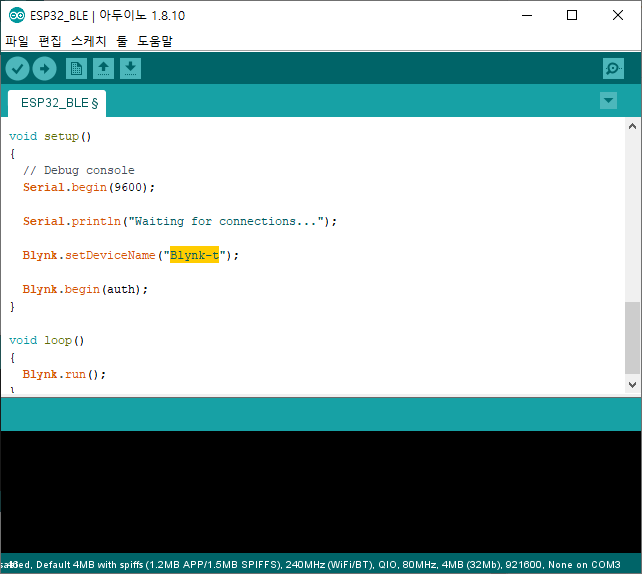 ESP32_BLE | 아두이노 1.8.10
파일 편집 스케치 툴 도움말
ESP32_BLE §
void setup()
{
// Debug console
Serial.begin(9600);
Serial.println("Waiting for connections...");
Blynk.setDeviceName("Blynk-t");
Blynk.begin(auth);
}
void loop()
{
Blynk.run();
}
Default 4MB with spiffs (1.2MB APP/1.5MB SPIFFS), 240MHz (WiFi/BT), QIO, 80MHz, 4MB (32Mb), 921600, None on COM3